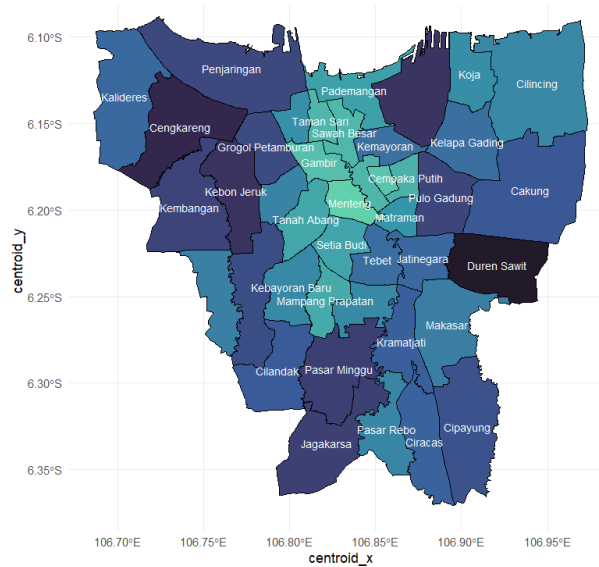 6.10°S
Penjaringan
Koja
Cilincing
Kalideres
Pademangan
Taman Sari
6.15°S
Cengkareng
Sawah Besar
Grogol Petamburan
Kemayoran
Kelapa Gading
Gambir
Cempaka Putih
Kebon Jeruk
Pulo Gadung
Cakung
6.20°S
Kembangan
Menteng
Tanah Abang
Matraman
Setia Budi
centroid_y
Tebet
Jatinegara
Duren Sawit
6.25°S
Kebayoran Baru
Mampang Prapatan
Makasar
Kramatjati
6.30°S
Cilandak
Pasar Minggu
Jagakarsa
Pasar Rebo
Ciracas
Cipayung
6.35°S
106.70°E
106.75°E
106.80°E
106.85°E
106.90°E
106.95°E
centroid_x